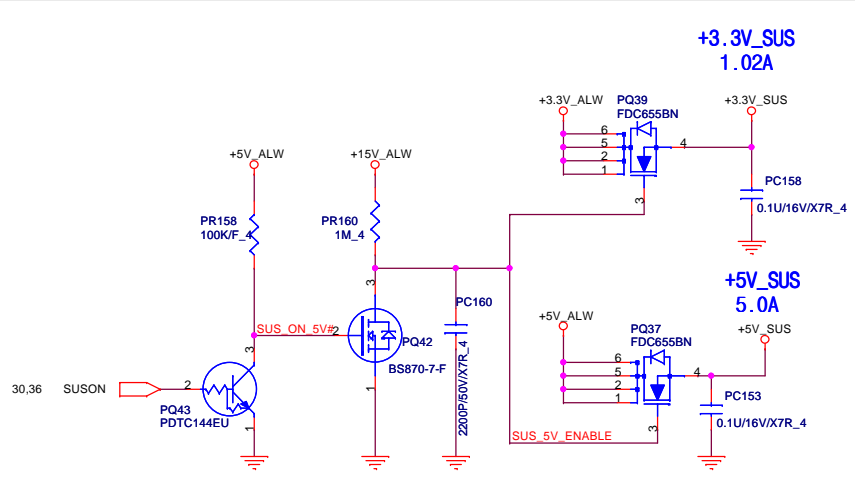 +3.3V_SUS
1.02A
+3.3V_ALW
PQ39
FDC655BN
+3.3V_SUS
6
5
2
1
4
3
PC158
0.1U/16V/X7R_4
+5V_ALW
+15V_ALW
PR158
100K/F_4
PR160
1M_4
+5V_SUS
5.0A
3
PC160
SUS_ON_5V#
2
PQ42
BS870-7-F
1
2200P/50V/X7R_4
+5V_ALW
PQ37
FDC655BN
+5V_SUS
6
5
2
1
4
3
PC153
0.1U/16V/X7R_4
SUS_5V_ENABLE
30,36
SUSON
2
3
PQ43
PDTC144EU
1